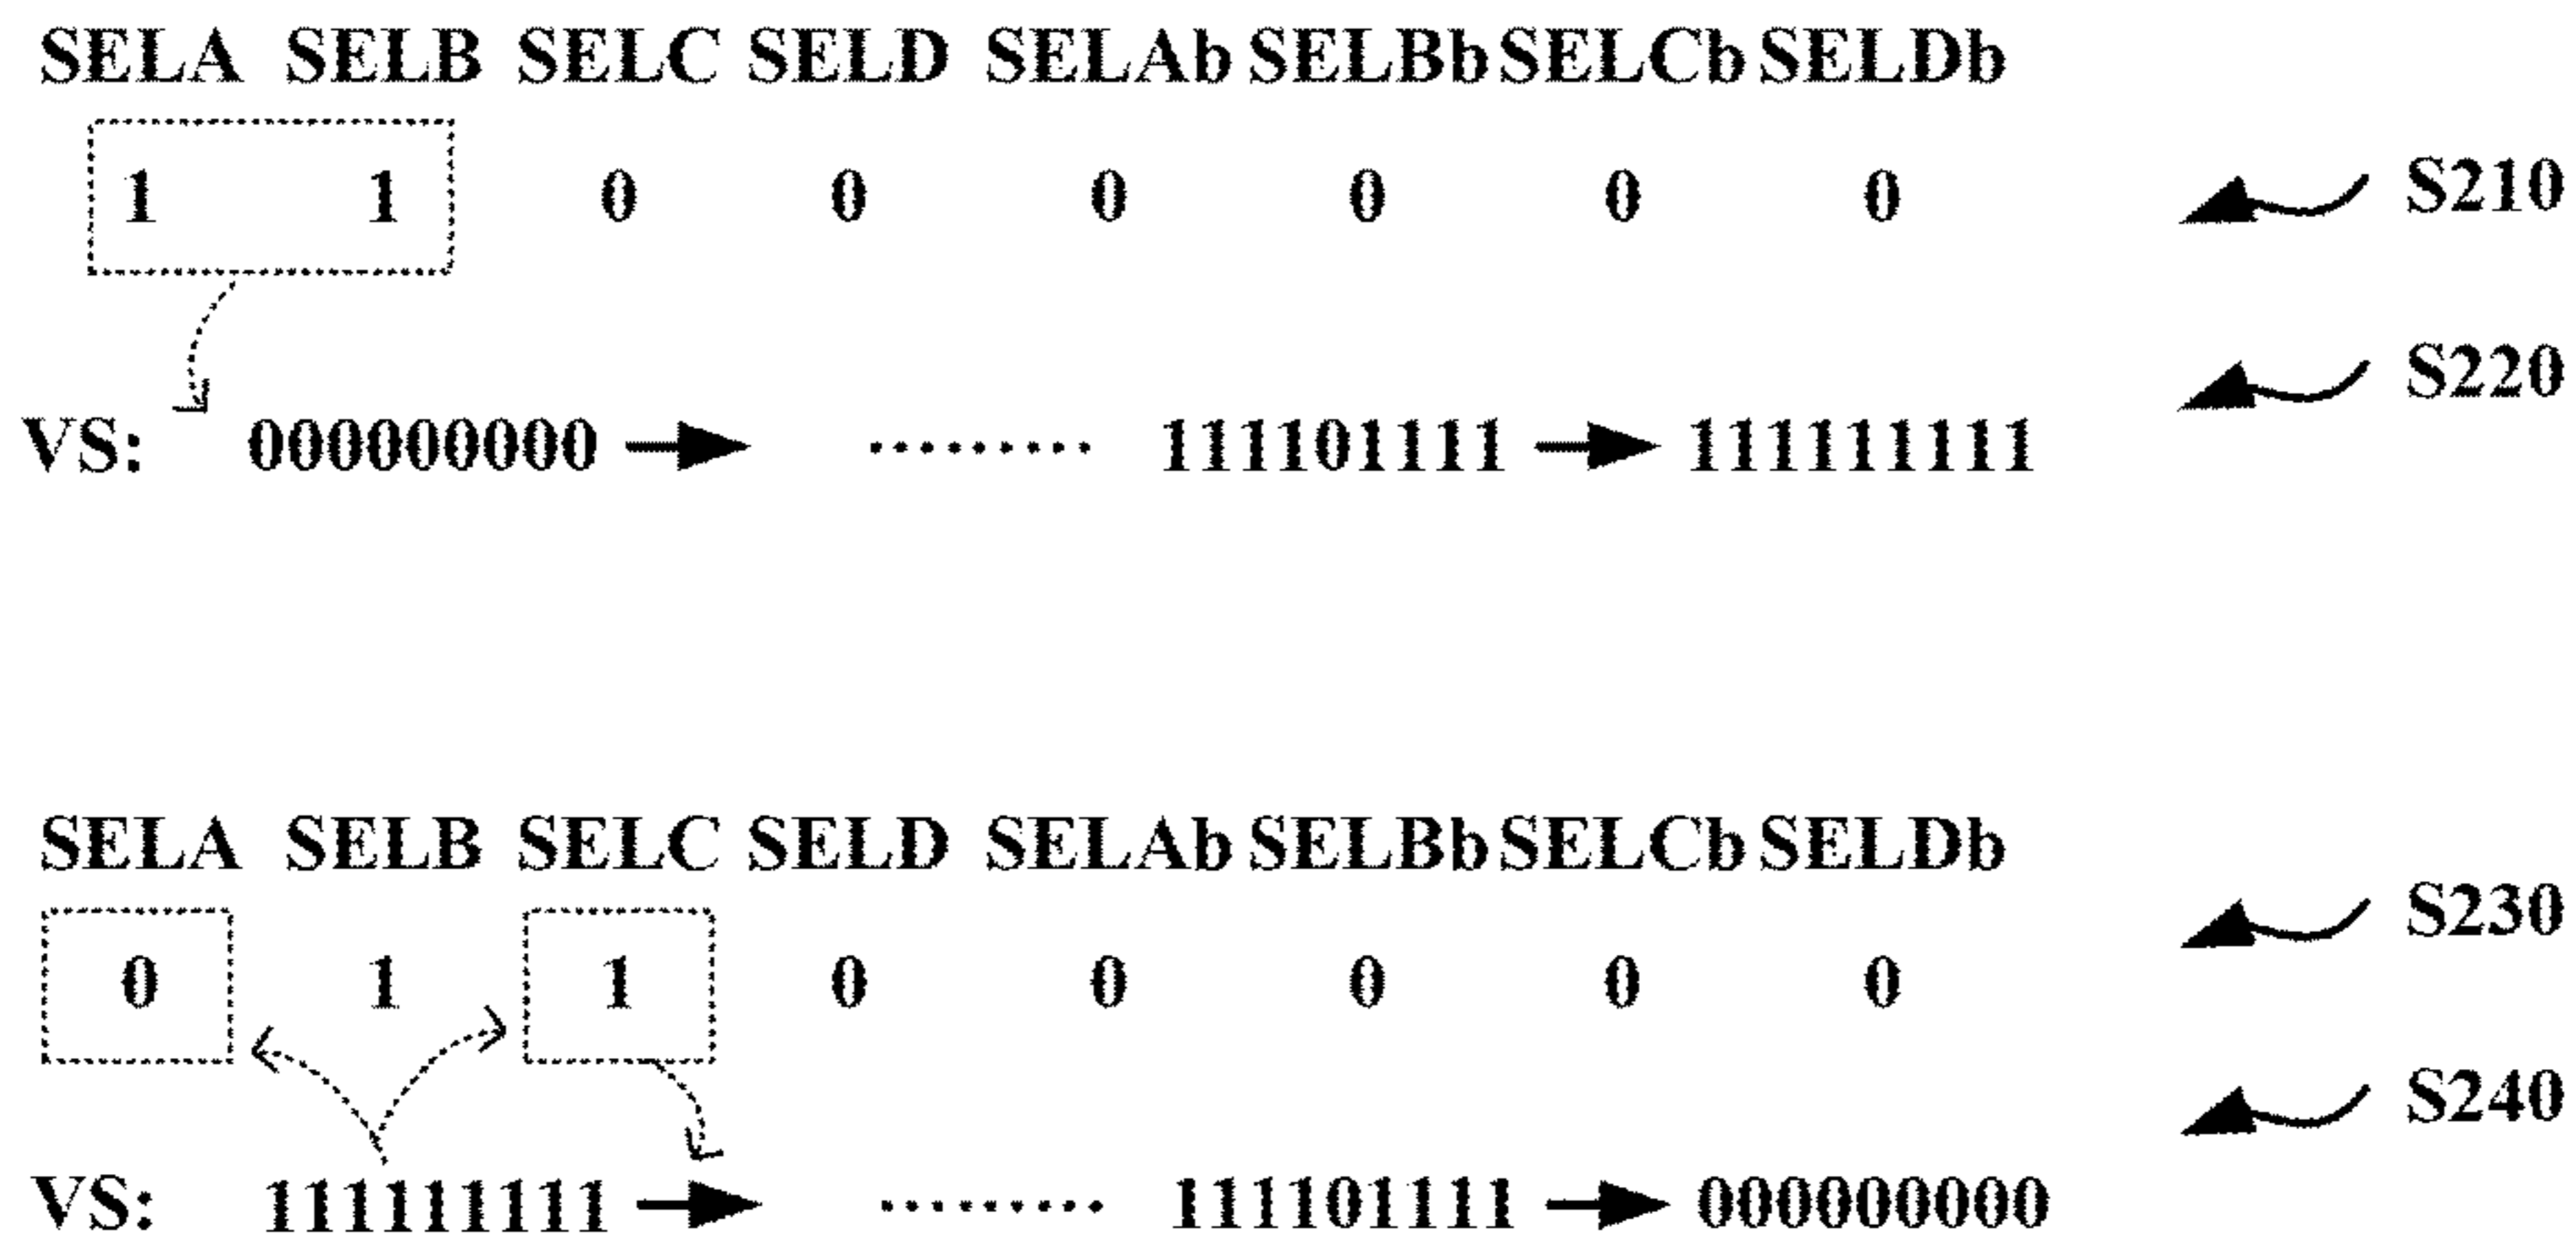 SELA SELB SELC SELD SELAb SELBb SELCb SELDb
1 1 0 0 0 0 0 0 S210
S220
VS: 000000000 ········ 111101111 111111111
SELA SELB SELC SELD SELAb SELBb SELCb SELDb
S230
0 1 1 0 0 0 0 0
S240
VS: 111111111 ········ 111101111 000000000